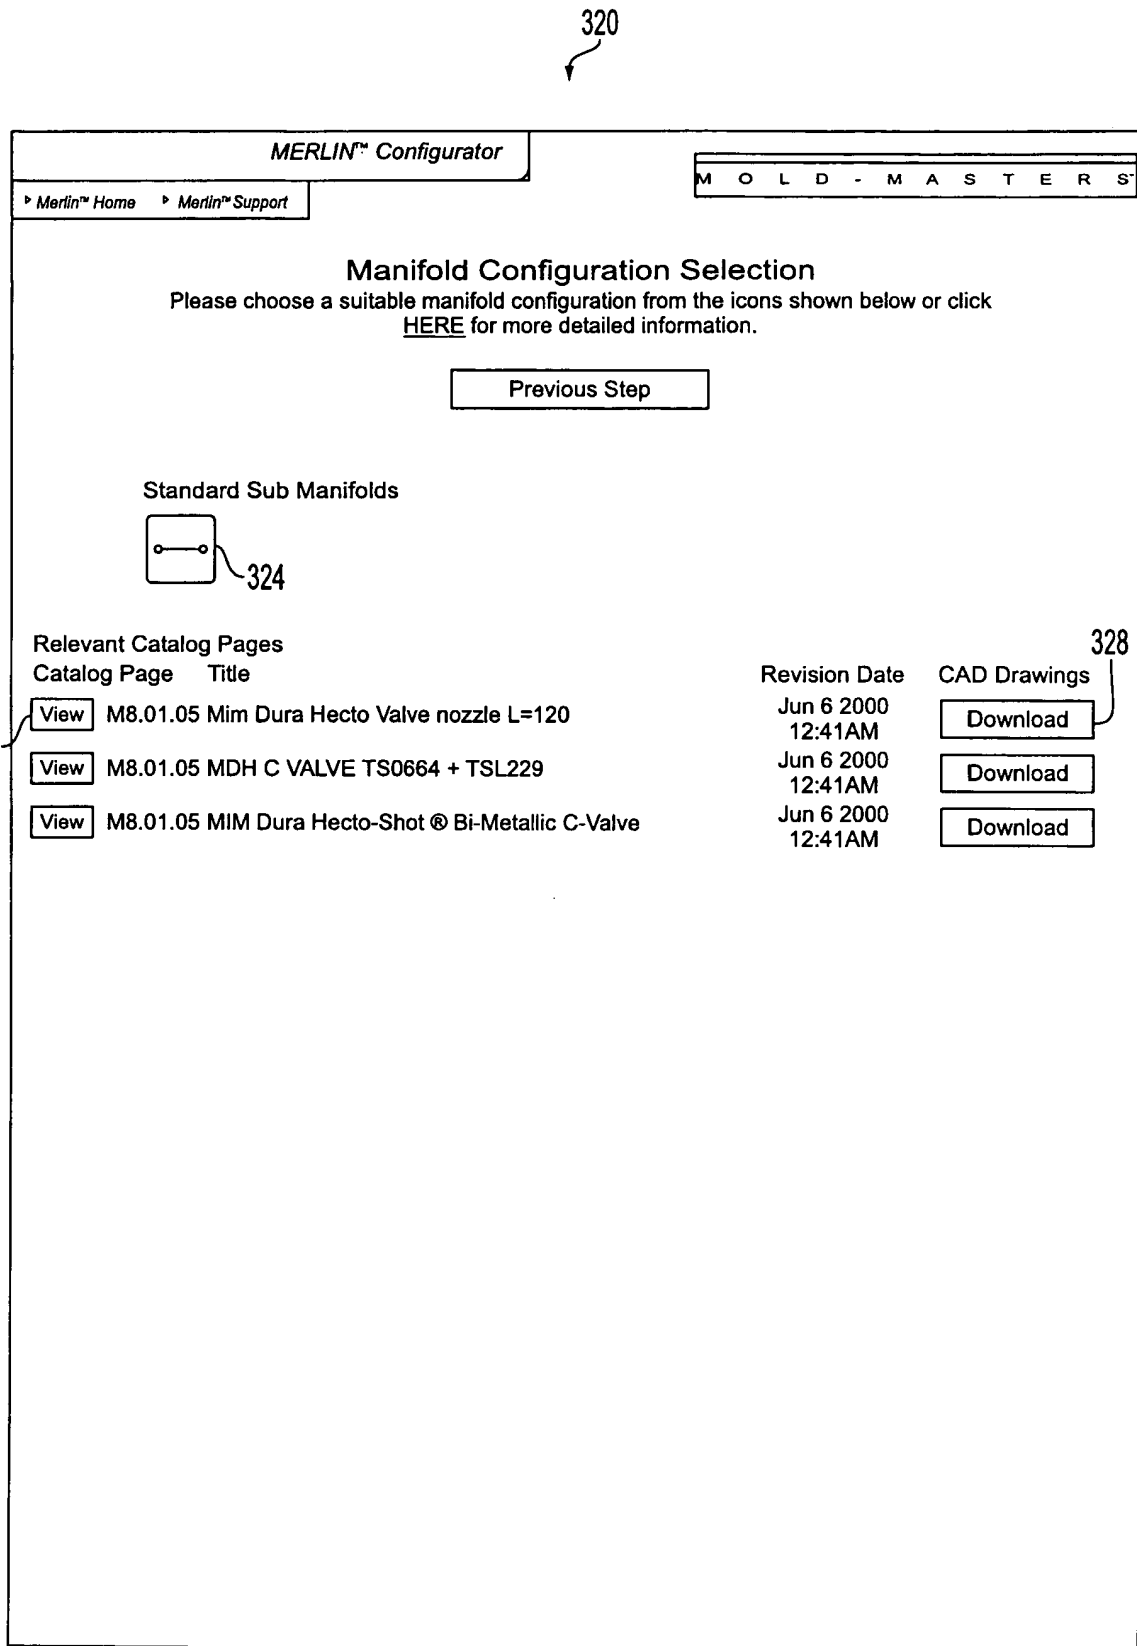 320
MERLIN™ Configurator
M O L D - M A S T E R S
Merlin™ Home Merlin™ Support
Manifold Configuration Selection
Please choose a suitable manifold configuration from the icons shown below or click
HERE for more detailed information.
Previous Step
Standard Sub Manifolds
324
Relevant Catalog Pages
328
Catalog Page Title Revision Date CAD Drawings
View M8.01.05 Mim Dura Hecto Valve nozzle L=120 Jun 6 2000 12:41AM Download
View M8.01.05 MDH C VALVE TS0664 + TSL229 Jun 6 2000 12:41AM Download
View M8.01.05 MIM Dura Hecto-Shot ® Bi-Metallic C-Valve Jun 6 2000 12:41AM Download